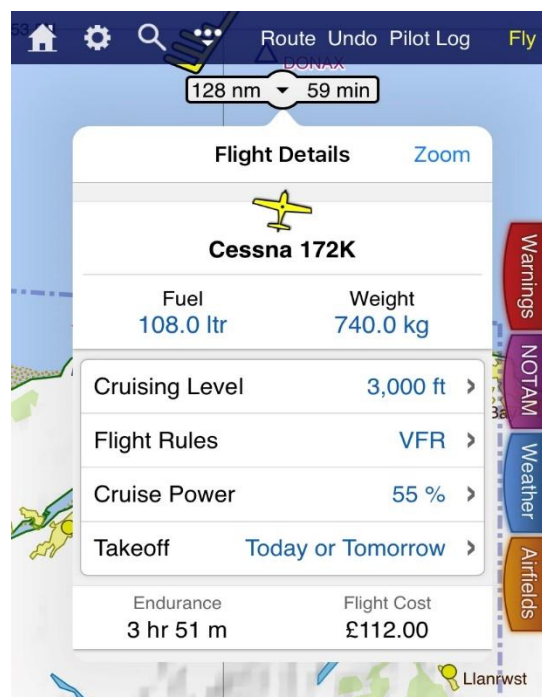 53
Route Undo Pilot Log Fly
DONAX
128 nm 59 min
Flight Details Zoom
Cessna 172K
Fuel Weight
108.0 ltr 740.0 kg
Warnings
Cruising Level 3,000 ft
NOTAM
Flight Rules VFR
Weather
Cruise Power 55 %
Takeoff Today or Tomorrow
Airfields
Endurance Flight Cost
3 hr 51 m £112.00
Llanrwst